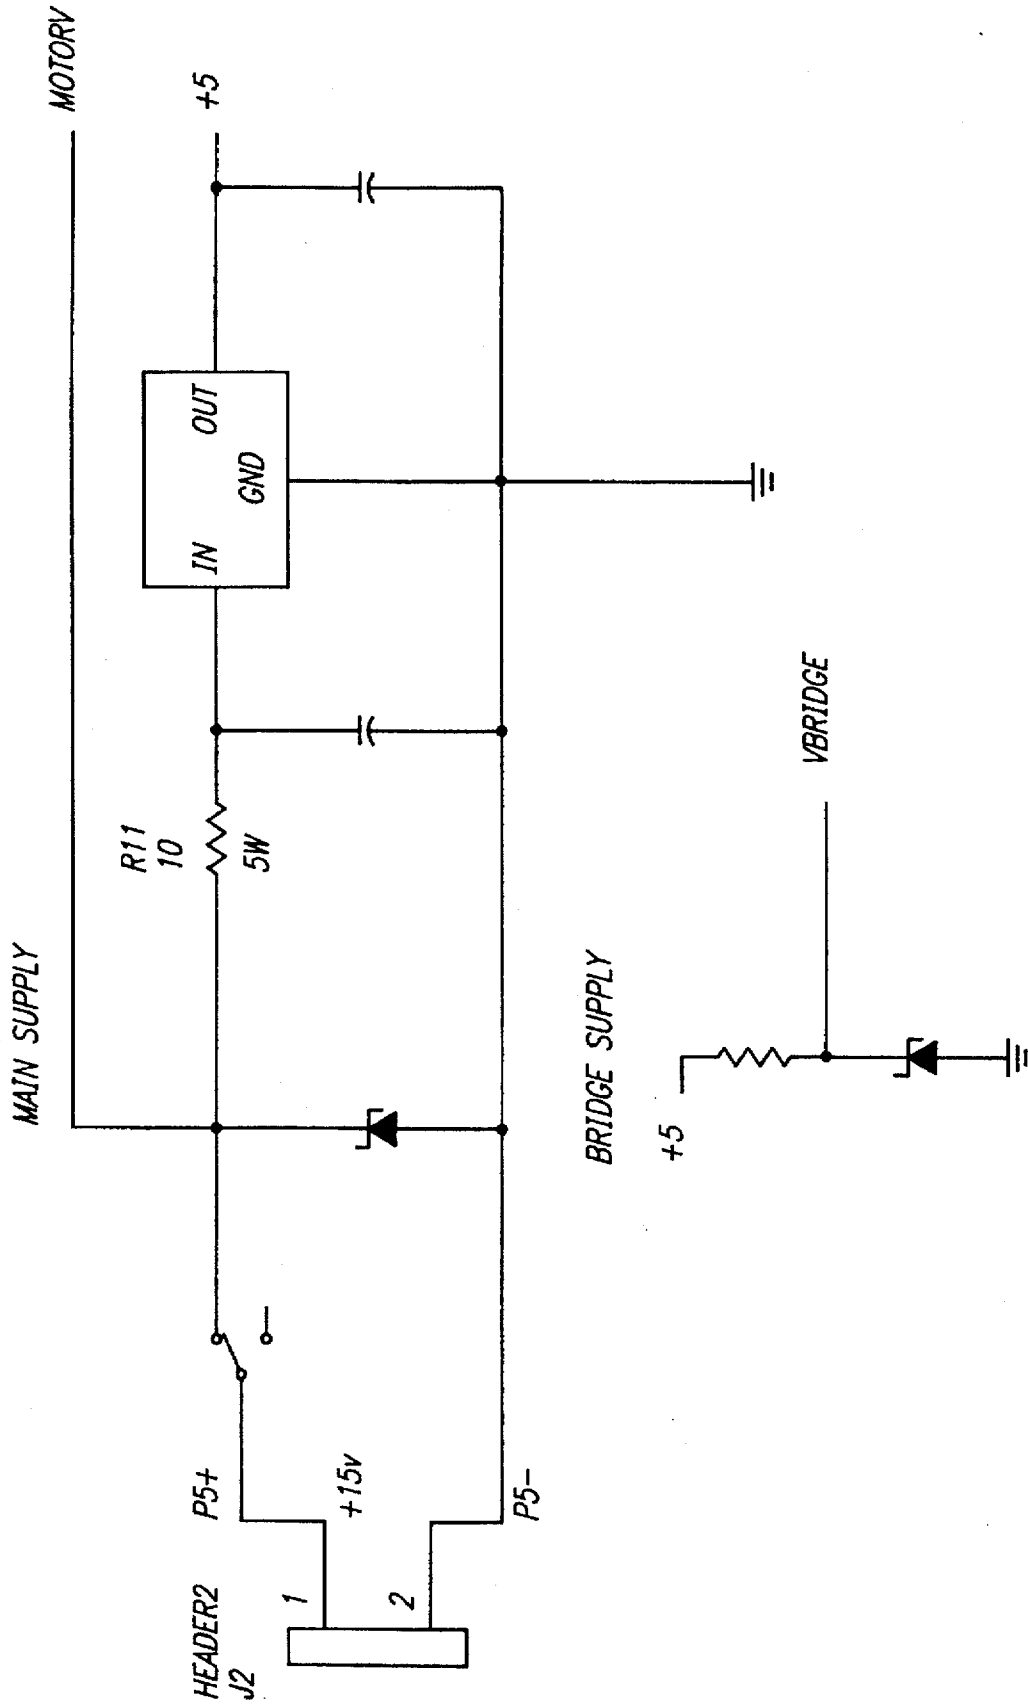 MAIN SUPPLY
MOTORV
HEADER2
J2
1
2
P5+
+15v
P5-
R11
10
5W
IN
OUT
GND
+5
BRIDGE SUPPLY
+5
VBRIDGE